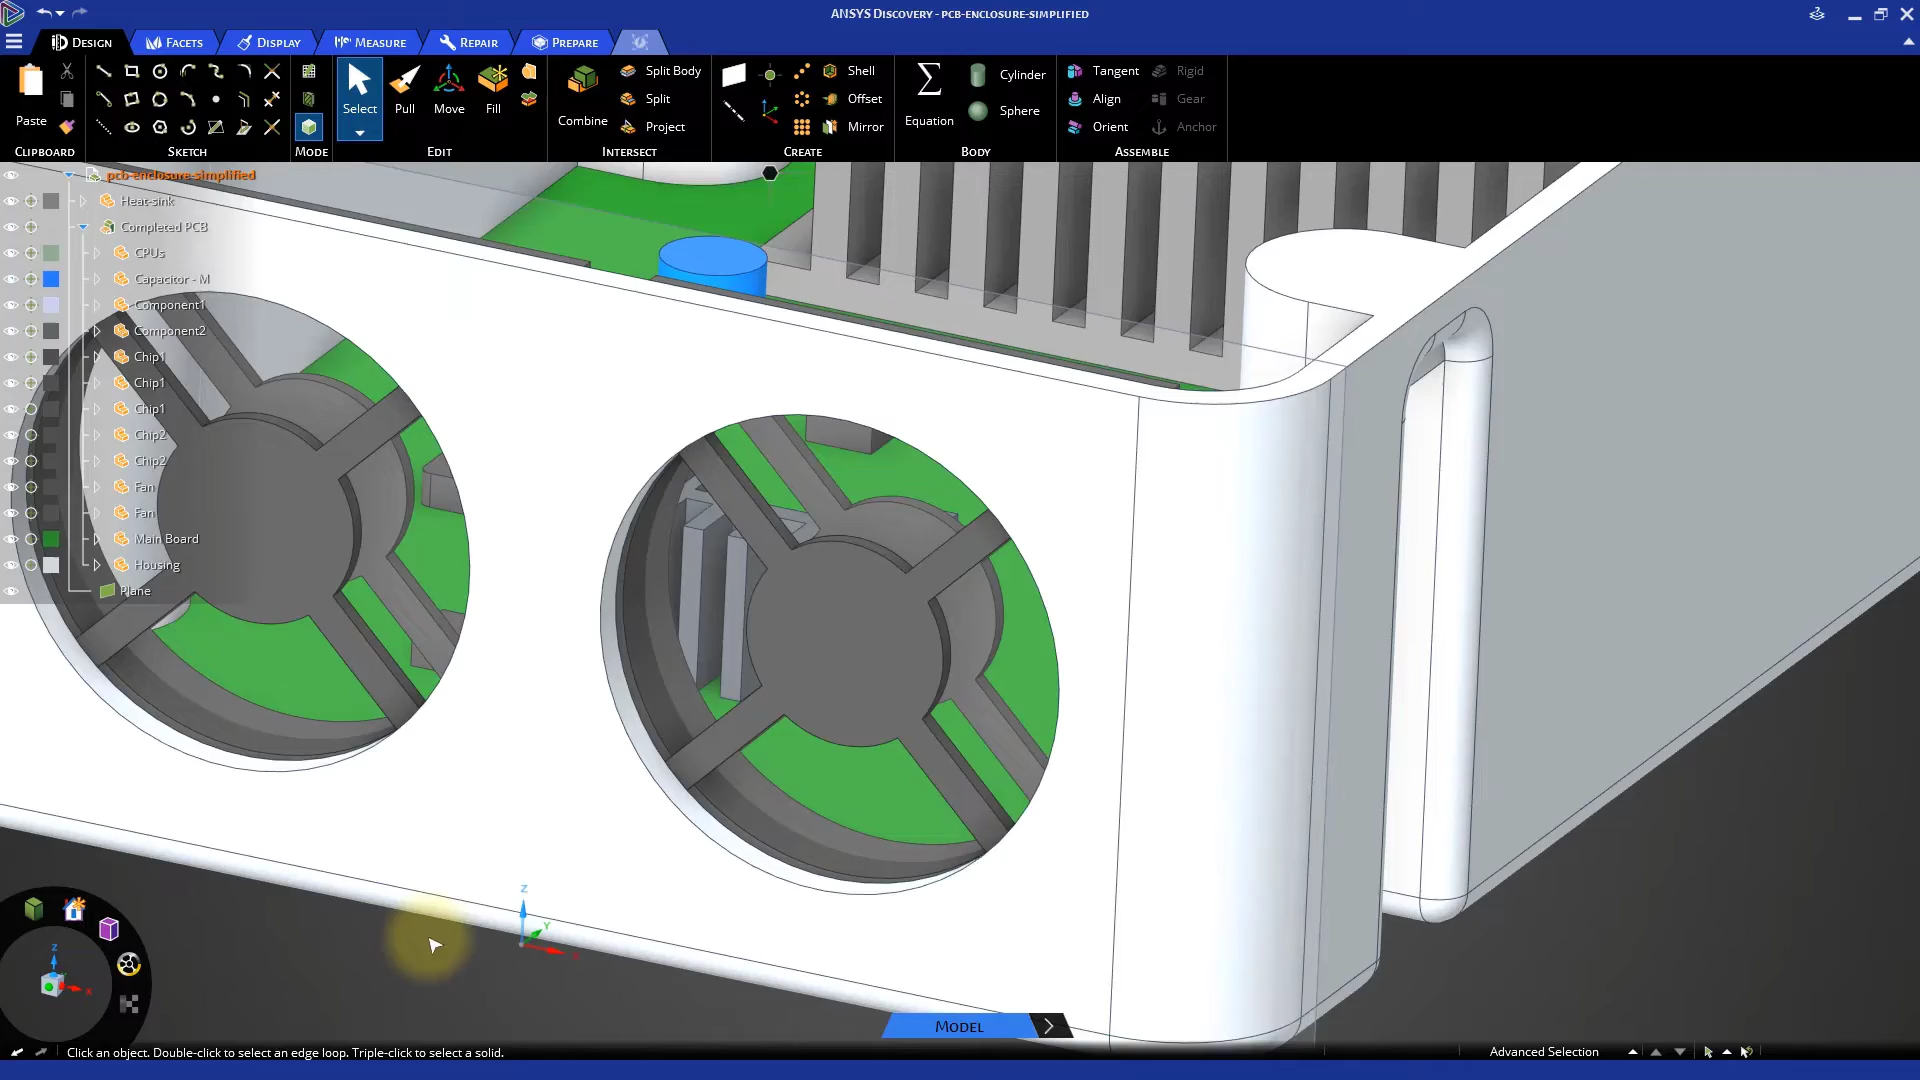 ANSYS Discovery - pcb-enclosure-simplified
Design
Facets
Display
Measure
Repair
Prepare
Paste
Clipboard
Sketch
Mode
Select
Pull
Move
Fill
Edit
Combine
Split Body
Split
Project
Intersect
Shell
Offset
Mirror
Create
Equation
Cylinder
Sphere
Body
Tangent
Align
Orient
Rigid
Gear
Anchor
Assemble
pcb-enclosure-simplified
Heat-sink
Completed PCB
CPUs
Capacitor - M
Component1
Component2
Chip1
Chip1
Chip1
Chip2
Chip2
Fan
Fan
Main Board
Housing
Plane
Z
Y
Z
X
Model
Click an object. Double-click to select an edge loop. Triple-click to select a solid.
Advanced Selection